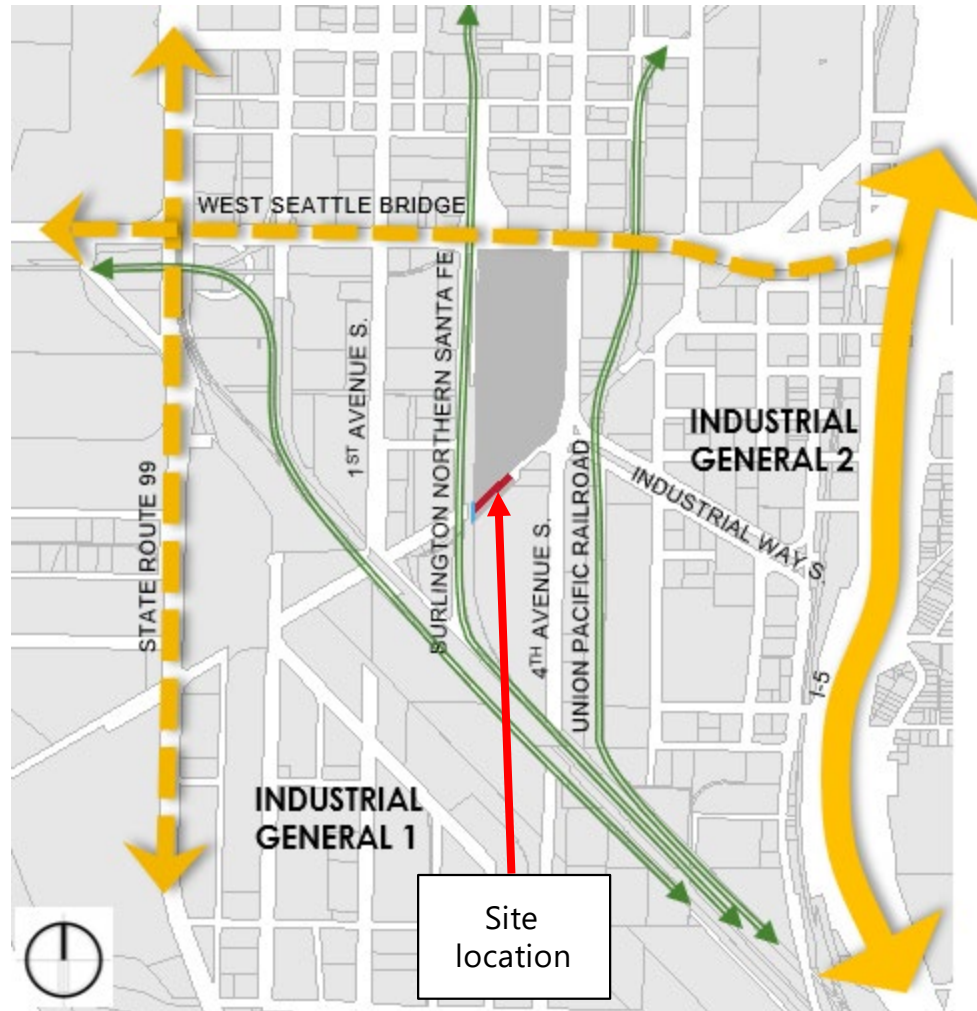 WEST SEATTLE BRIDGE
1ST AVENUE S.
BURLINGTON NORTHERN SANTA FE
STATE ROUTE 99
4TH AVENUE S.
UNION PACIFIC RAILROAD
INDUSTRIAL
GENERAL 2
INDUSTRIAL WAY S.
I-5
INDUSTRIAL
GENERAL 1
Site
location